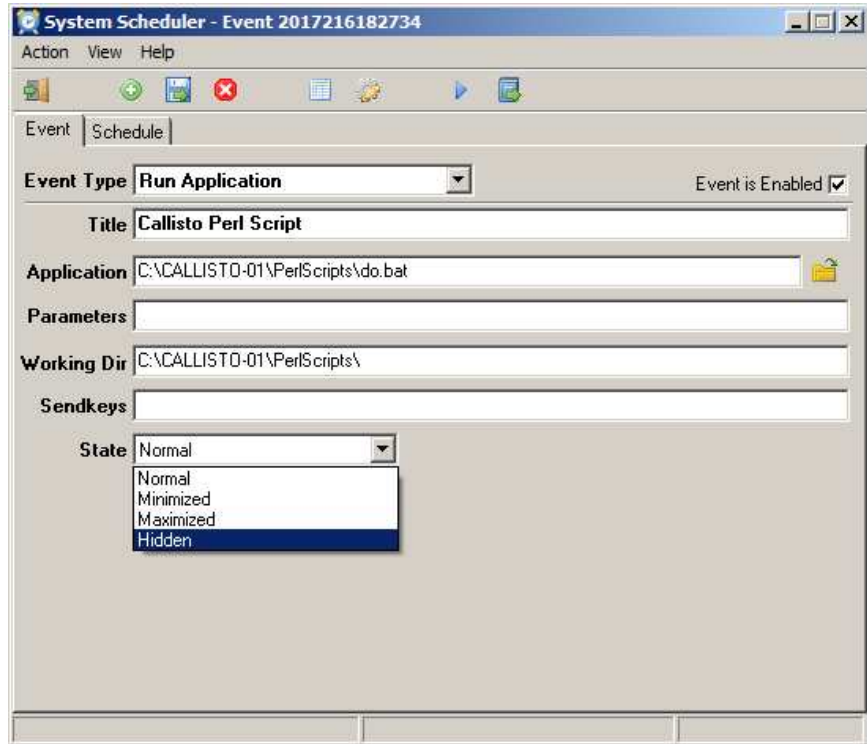 System Scheduler - Event 2017216182734
Action View Help
Event Schedule
Event Type Run Application Event is Enabled
Title Callisto Perl Script
Application C:\CALLISTO-01\PerlScripts\do.bat
Parameters
Working Dir C:\CALLISTO-01\PerlScripts\
Sendkeys
State Normal
Normal
Minimized
Maximized
Hidden